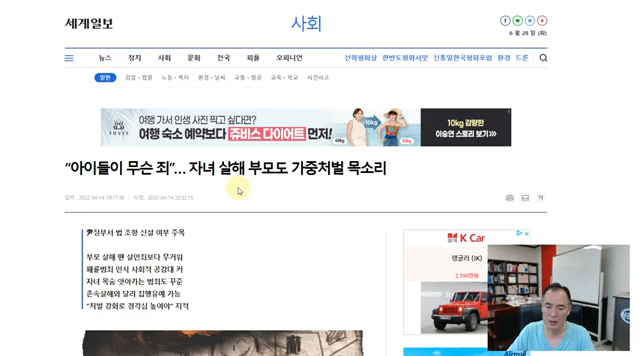 세계일보
사회
6 월 28 일 (화)
뉴스 정치 사회 문화 전국 피플 오피니언
선학평화상 한반도평화서밋 신통일한국평화포럼 환경 드론
일반 검찰·법원 노동·복지 환경·날씨 교통·항공 교육·학교 사건사고
여행 가서 인생 사진 찍고 싶다면?
여행 숙소 예약보다 쥬비스 다이어트 먼저!
JUVIS
-10kg
10kg 감량한
이승연 스토리 보기>>>
“아이들이 무슨 죄”… 자녀 살해 부모도 가중처벌 목소리
입력 : 2022-04-14 19:17:36 수정 : 2022-04-14 22:32:15
가
尹정부서 법 조항 신설 여부 주목
부모 살해 땐 살인죄보다 무거워
패륜범죄 인식 사회적 공감대 커
자녀 목숨 앗아가는 범죄도 꾸준
존속살해와 달리 집행유예 가능
“처벌 강화로 경각심 높여야” 지적
K Car
랭글러 (JK)
2,590만원